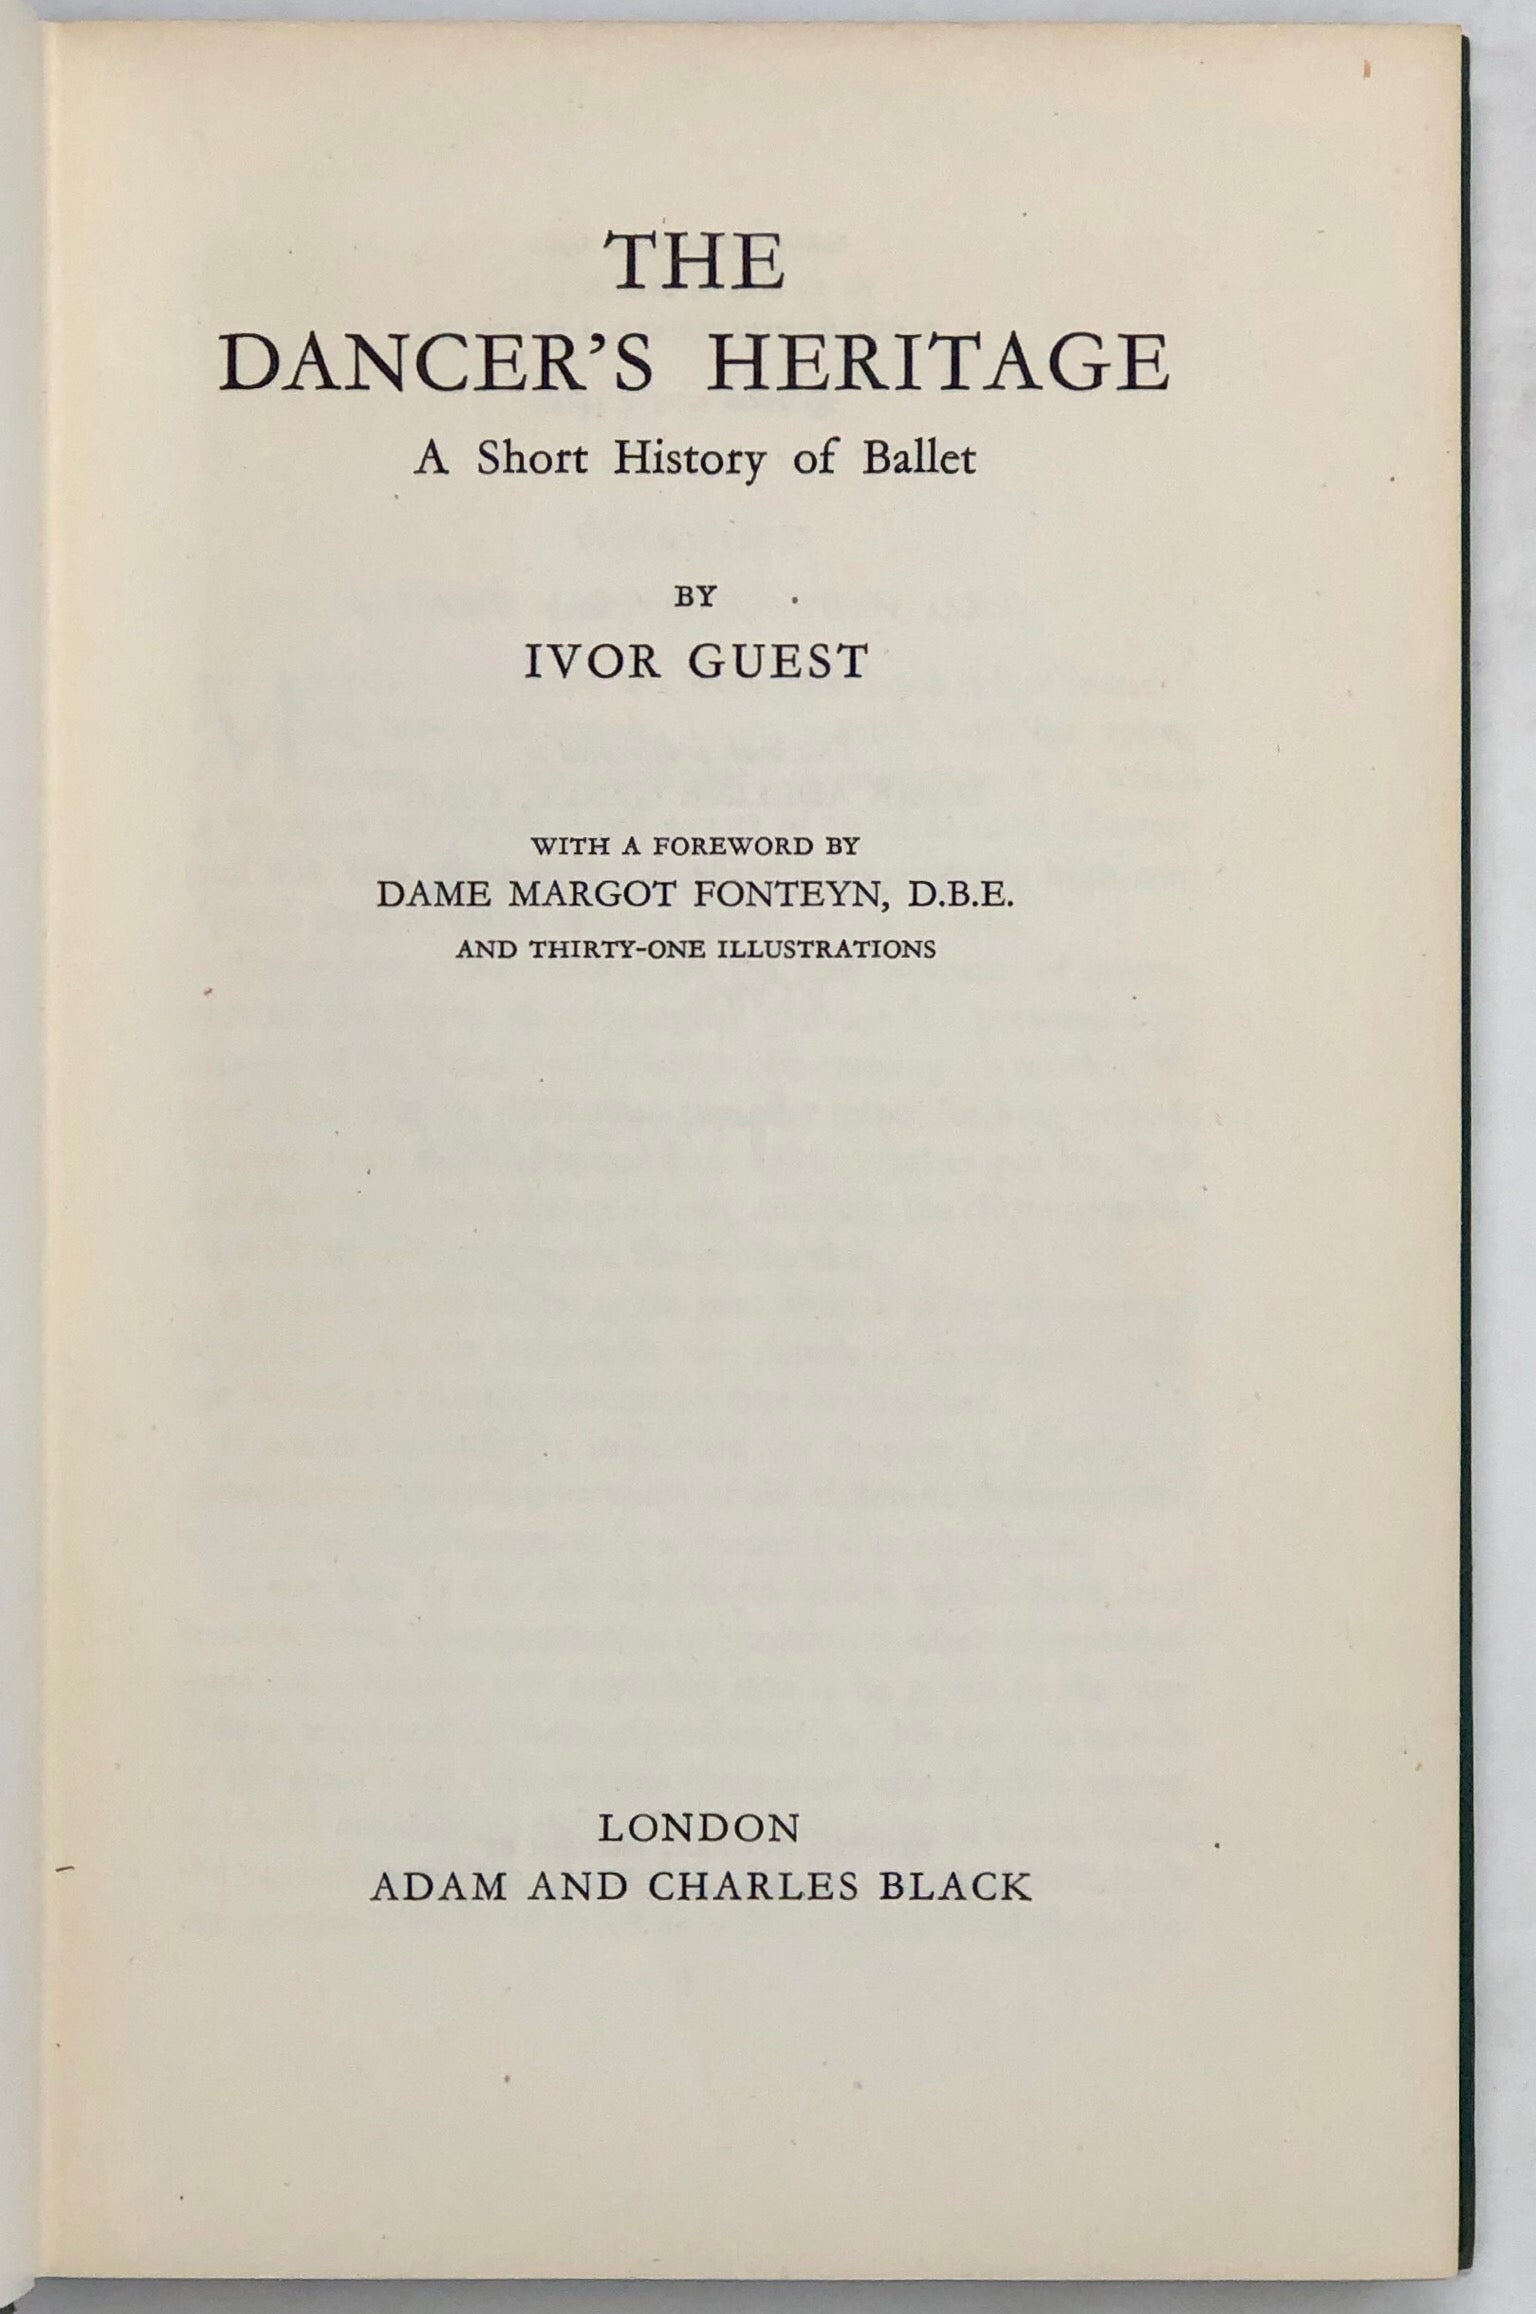 THE
DANCER’S HERITAGE
A Short History of Ballet
BY
IVOR GUEST
WITH A FOREWORD BY
DAME MARGOT FONTEYN, D.B.E.
AND THIRTY-ONE ILLUSTRATIONS
LONDON
ADAM AND CHARLES BLACK